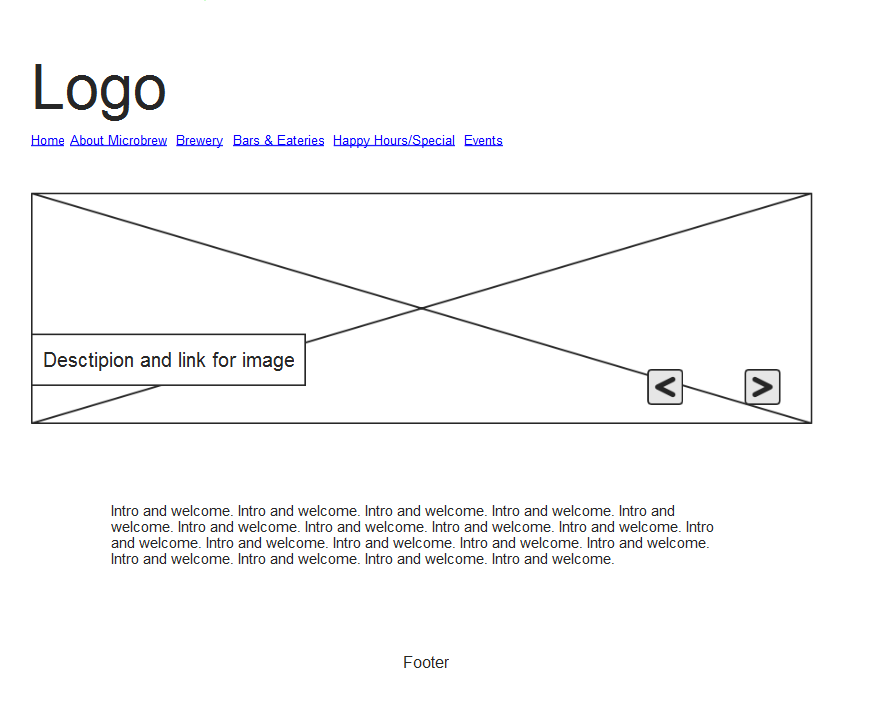 Logo
Home About Microbrew Brewery Bars & Eateries Happy Hours/Special Events
Desctipion and link for image
< >
Intro and welcome. Intro and welcome. Intro and welcome. Intro and welcome. Intro and
welcome. Intro and welcome. Intro and welcome. Intro and welcome. Intro and welcome. Intro
and welcome. Intro and welcome. Intro and welcome. Intro and welcome. Intro and welcome.
Intro and welcome. Intro and welcome. Intro and welcome. Intro and welcome.
Footer